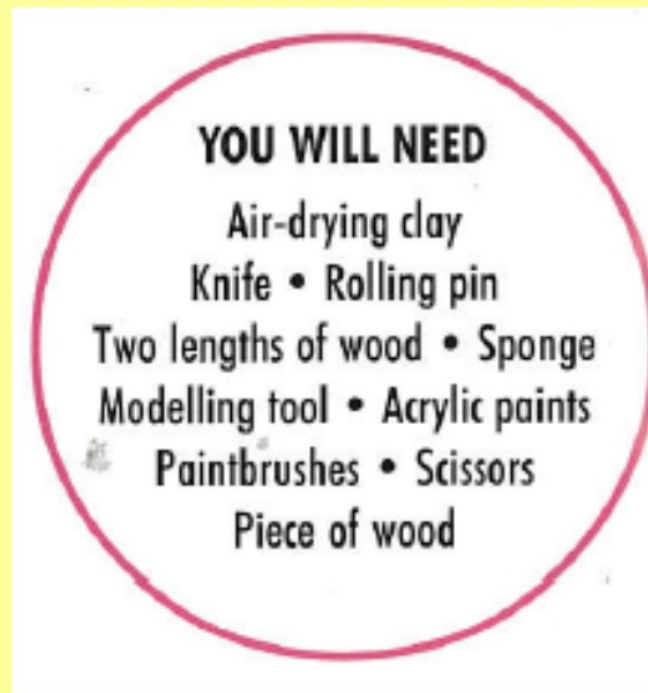 YOU WILL NEED
Air-drying clay
Knife • Rolling pin
Two lengths of wood • Sponge
Modelling tool • Acrylic paints
Paintbrushes • Scissors
Piece of wood